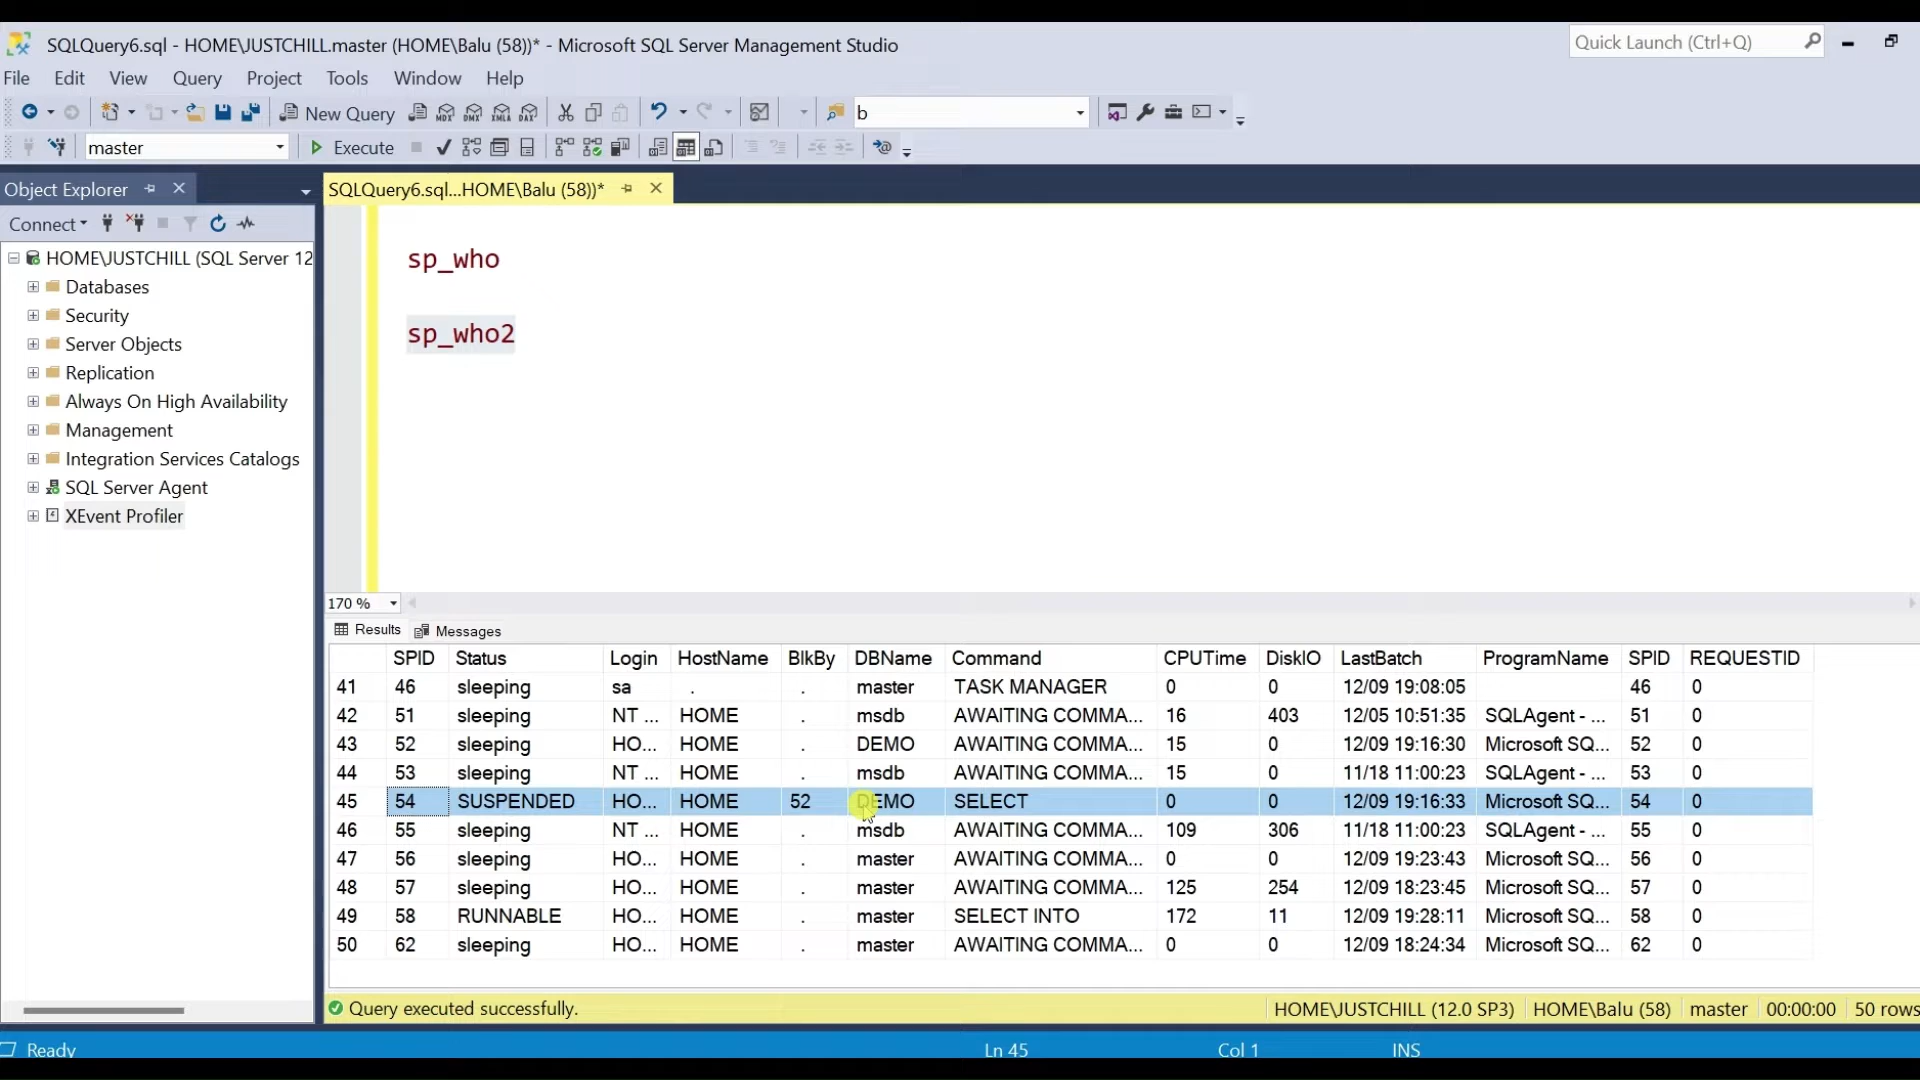 SQLQuery6.sql - HOME\JUSTCHILL.master (HOME\Balu (58))* - Microsoft SQL Server Management Studio
Quick Launch (Ctrl+Q)
File Edit View Query Project Tools Window Help
New Query MDX DMX XMLA DAX b
master Execute
Object Explorer
SQLQuery6.sql...HOME\Balu (58))*
Connect
HOME\JUSTCHILL (SQL Server 12
Databases
Security
Server Objects
Replication
Always On High Availability
Management
Integration Services Catalogs
SQL Server Agent
XEvent Profiler
sp_who
sp_who2
170 %
Results Messages
SPID Status Login HostName BlkBy DBName Command CPUTime DiskIO LastBatch ProgramName SPID REQUESTID
41 46 sleeping sa . . master TASK MANAGER 0 0 12/09 19:08:05 46 0
42 51 sleeping NT ... HOME . msdb AWAITING COMMA... 16 403 12/05 10:51:35 SQLAgent - ... 51 0
43 52 sleeping HO... HOME . DEMO AWAITING COMMA... 15 0 12/09 19:16:30 Microsoft SQ... 52 0
44 53 sleeping NT ... HOME . msdb AWAITING COMMA... 15 0 11/18 11:00:23 SQLAgent - ... 53 0
45 54 SUSPENDED HO... HOME 52 DEMO SELECT 0 0 12/09 19:16:33 Microsoft SQ... 54 0
46 55 sleeping NT ... HOME . msdb AWAITING COMMA... 109 306 11/18 11:00:23 SQLAgent - ... 55 0
47 56 sleeping HO... HOME . master AWAITING COMMA... 0 0 12/09 19:23:43 Microsoft SQ... 56 0
48 57 sleeping HO... HOME . master AWAITING COMMA... 125 254 12/09 18:23:45 Microsoft SQ... 57 0
49 58 RUNNABLE HO... HOME . master SELECT INTO 172 11 12/09 19:28:11 Microsoft SQ... 58 0
50 62 sleeping HO... HOME . master AWAITING COMMA... 0 0 12/09 18:24:34 Microsoft SQ... 62 0
Query executed successfully. HOME\JUSTCHILL (12.0 SP3) HOME\Balu (58) master 00:00:00 50 rows
Ready Ln 45 Col 1 INS